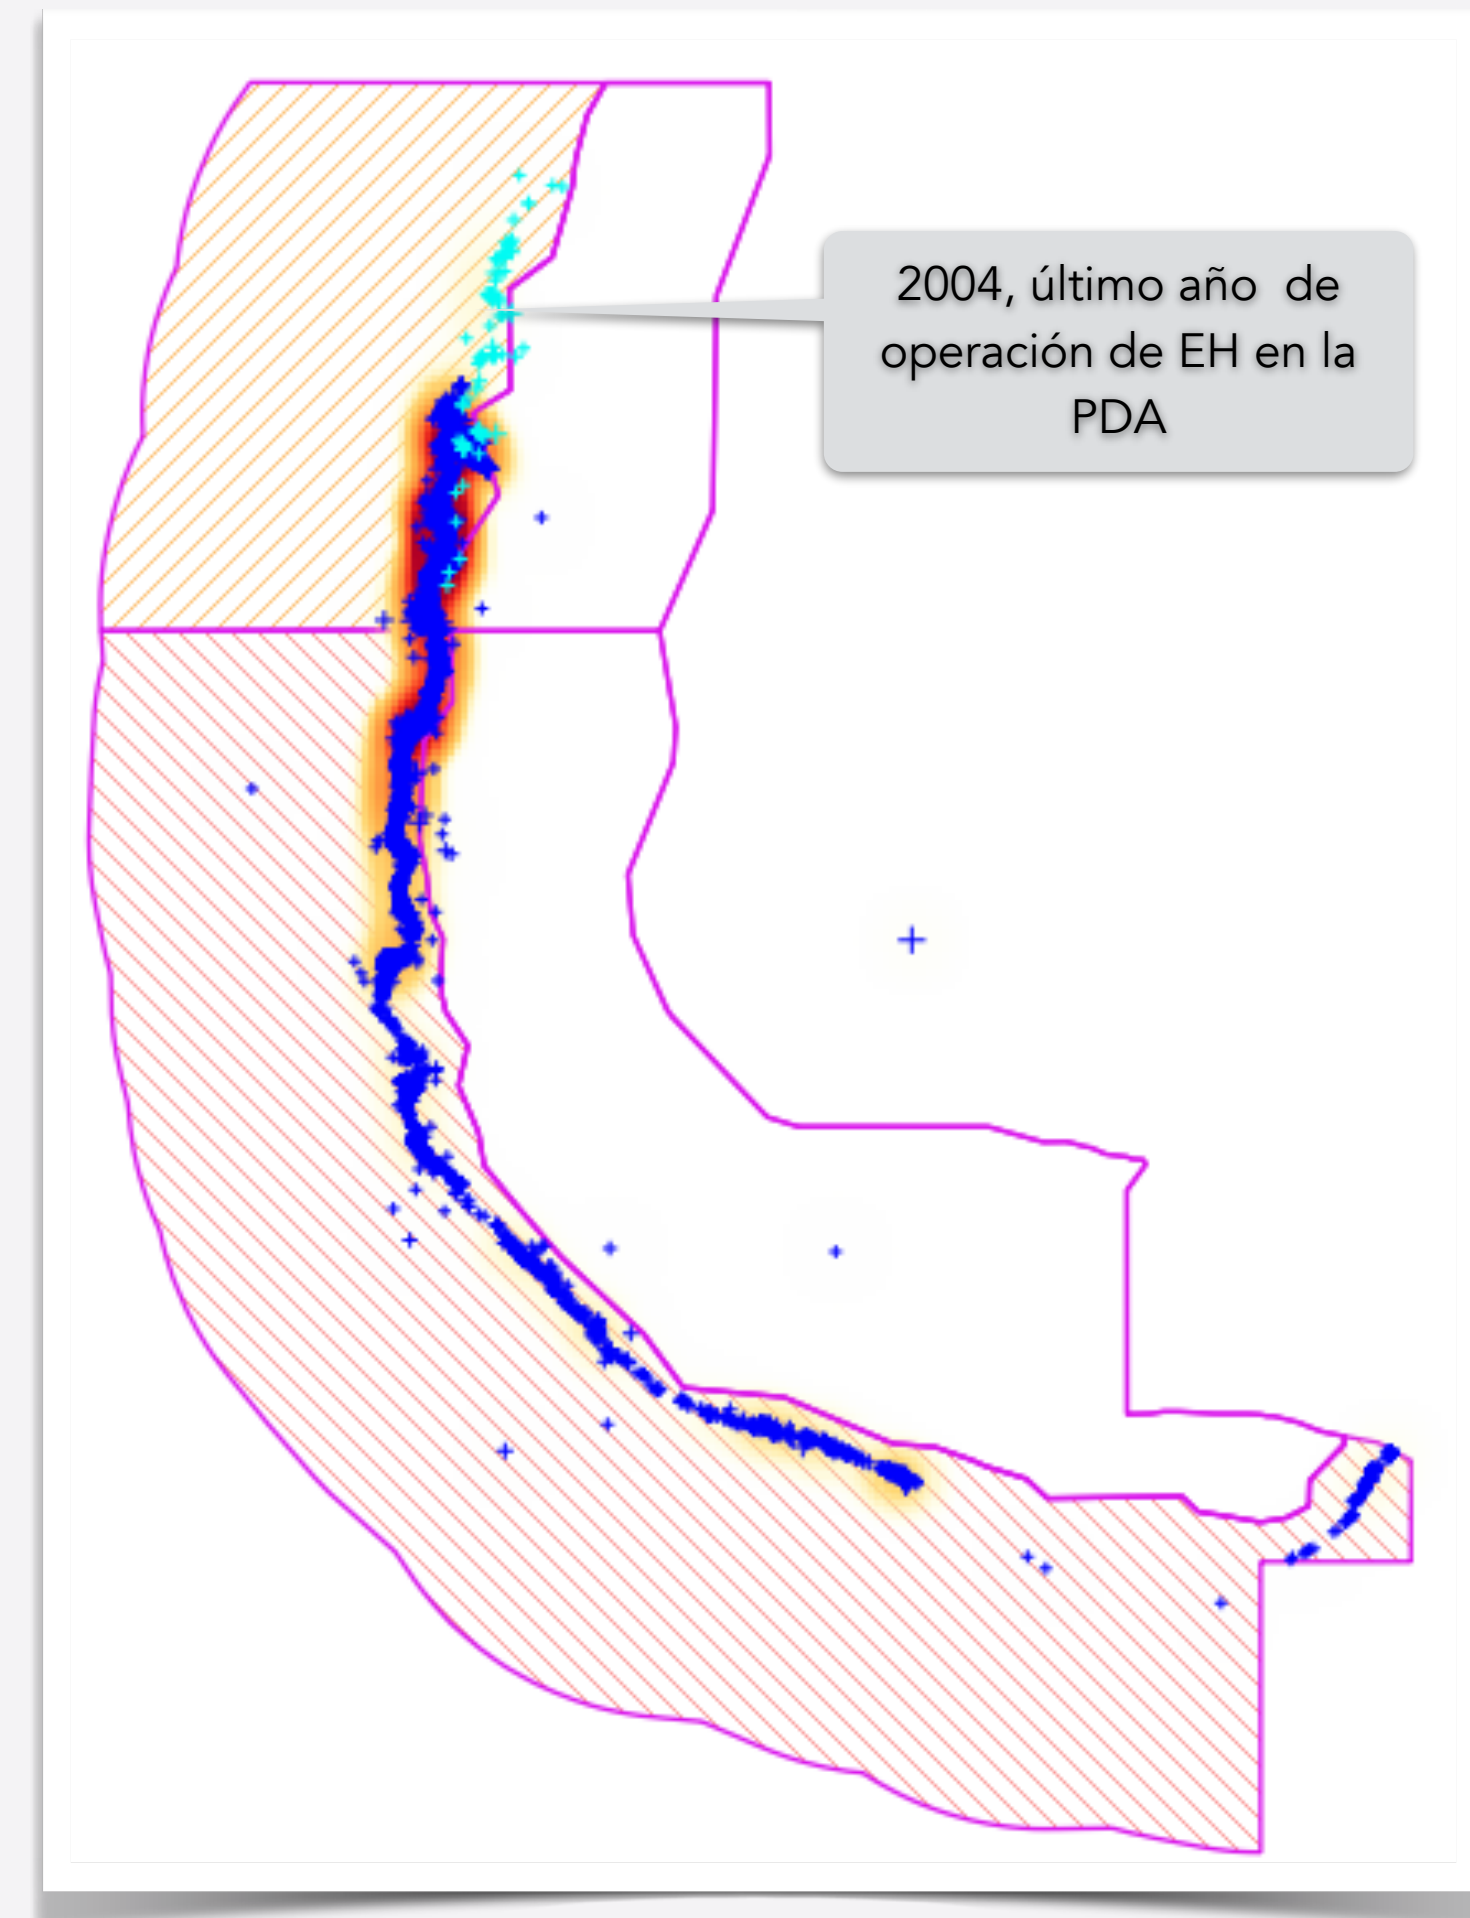 2004, último año de
operación de EH en la
PDA